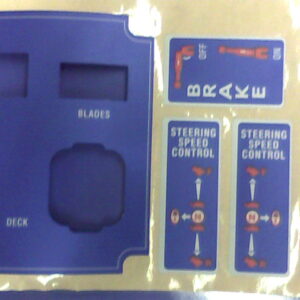 BLADES
DECK
OFF
ON
BRAKE
STEERING
SPEED
CONTROL
STEERING
SPEED
CONTROL